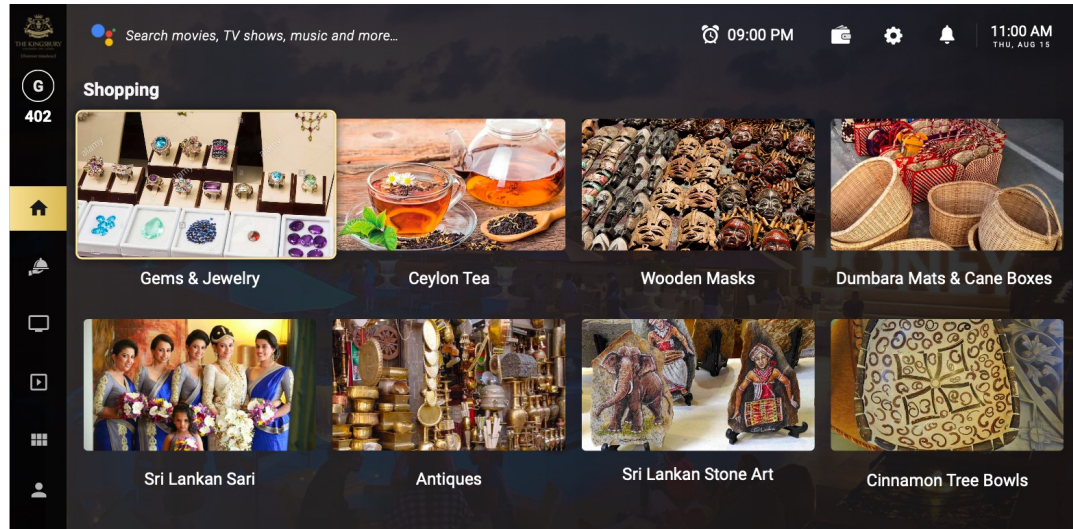 THE KINGSBURY
Search movies, TV shows, music and more...
09:00 PM
11:00 AM
THU, AUG 15
G
402
Shopping
alamy
Gems & Jewelry
Ceylon Tea
Wooden Masks
Dumbara Mats & Cane Boxes
HONEY
Sri Lankan Sari
Antiques
Sri Lankan Stone Art
Cinnamon Tree Bowls